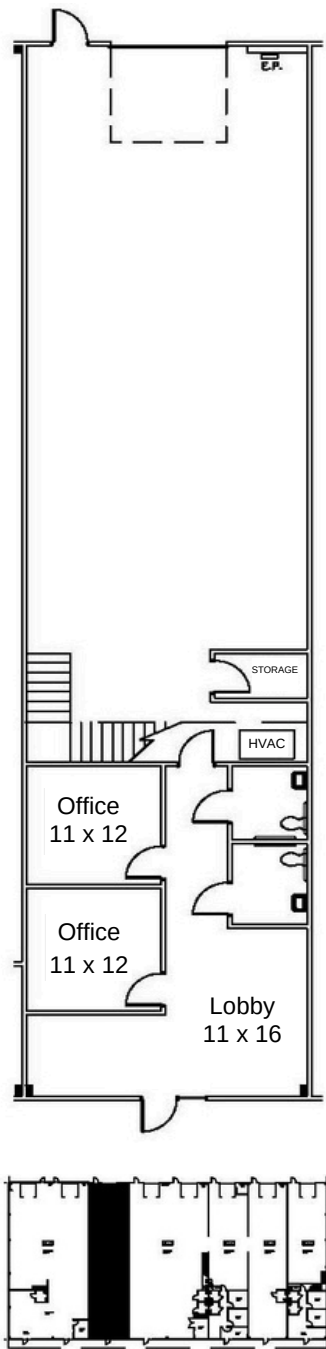 E.P.
STORAGE
HVAC
Office
11 x 12
Office
11 x 12
Lobby
11 x 16